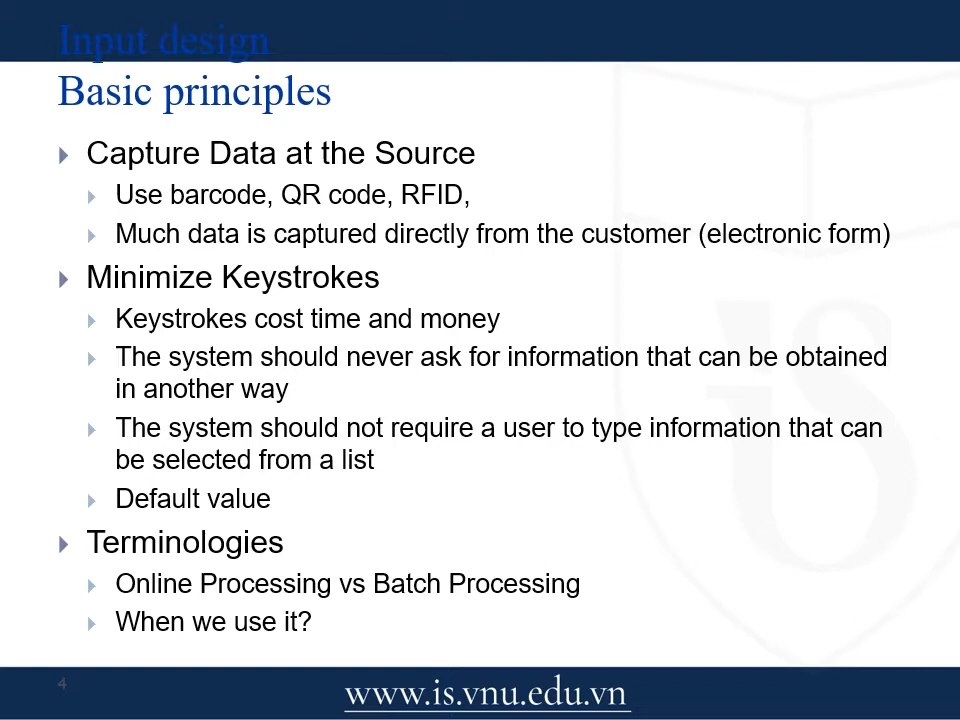 Input design
Basic principles
Capture Data at the Source
Use barcode, QR code, RFID,
Much data is captured directly from the customer (electronic form)
Minimize Keystrokes
Keystrokes cost time and money
The system should never ask for information that can be obtained
in another way
The system should not require a user to type information that can
be selected from a list
Default value
Terminologies
Online Processing vs Batch Processing
When we use it?
4
www.is.vnu.edu.vn
iS